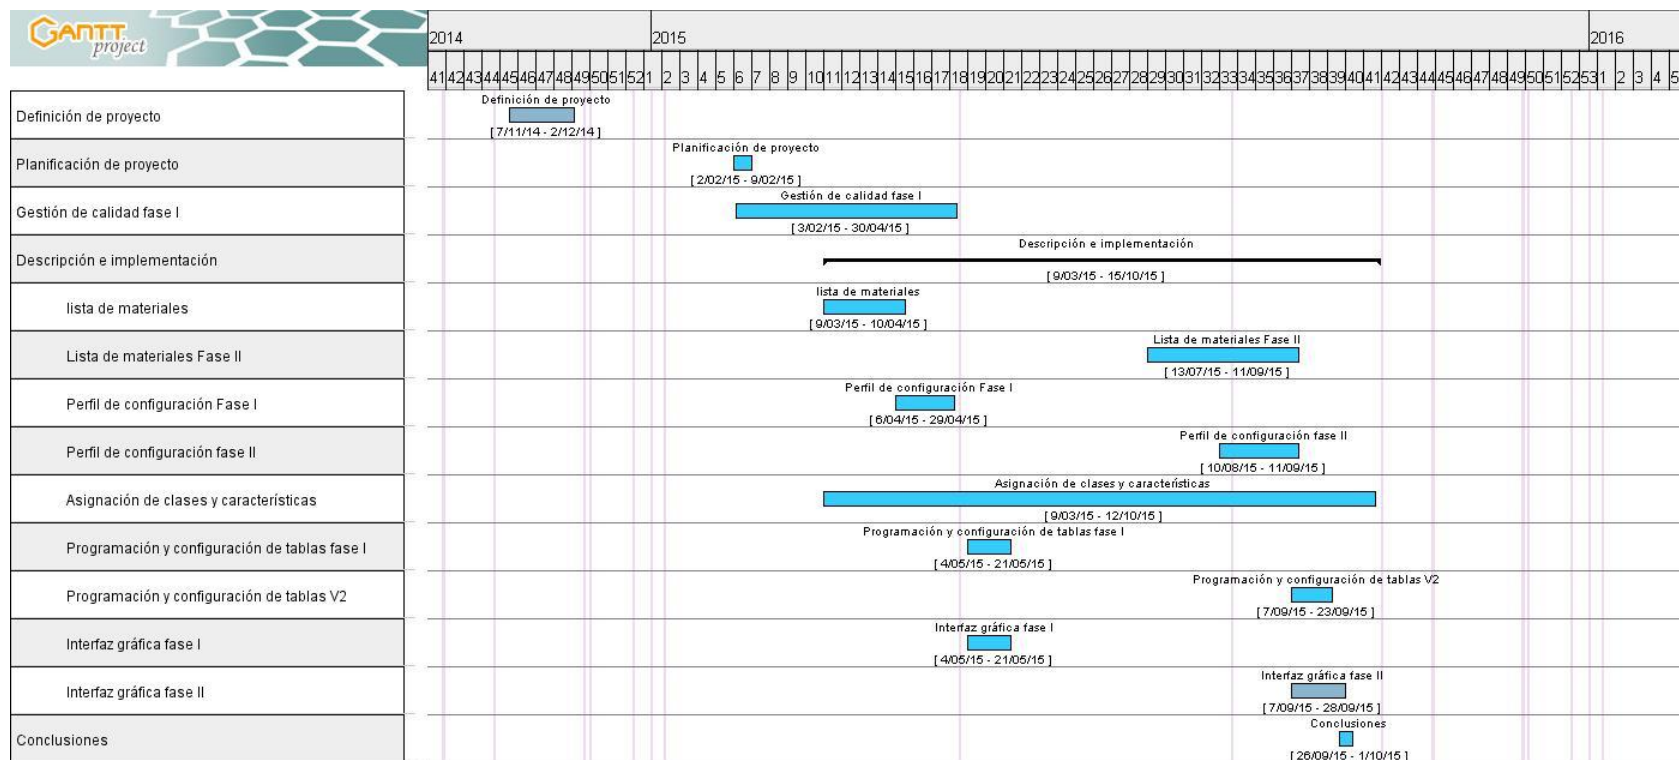 GANTT
project
2014 2015 2016
41 42 43 44 45 46 47 48 49 50 51 52 1 2 3 4 5 6 7 8 9 10 11 12 13 14 15 16 17 18 19 20 21 22 23 24 25 26 27 28 29 30 31 32 33 34 35 36 37 38 39 40 41 42 43 44 45 46 47 48 49 50 51 52 53 1 2 3 4 5
Definición de proyecto
Definición de proyecto
[ 7/11/14 - 2/12/14 ]
Planificación de proyecto
Planificación de proyecto
[ 2/02/15 - 9/02/15 ]
Gestión de calidad fase I
Gestión de calidad fase I
[ 3/02/15 - 30/04/15 ]
Descripción e implementación
Descripción e implementación
[ 9/03/15 - 15/10/15 ]
lista de materiales
lista de materiales
[ 9/03/15 - 10/04/15 ]
Lista de materiales Fase II
Lista de materiales Fase II
[ 13/07/15 - 11/09/15 ]
Perfil de configuración Fase I
Perfil de configuración Fase I
[ 6/04/15 - 29/04/15 ]
Perfil de configuración fase II
Perfil de configuración fase II
[ 10/08/15 - 11/09/15 ]
Asignación de clases y características
Asignación de clases y características
[ 9/03/15 - 12/10/15 ]
Programación y configuración de tablas fase I
Programación y configuración de tablas fase I
[ 4/05/15 - 21/05/15 ]
Programación y configuración de tablas V2
Programación y configuración de tablas V2
[ 7/09/15 - 23/09/15 ]
Interfaz gráfica fase I
Interfaz gráfica fase I
[ 4/05/15 - 21/05/15 ]
Interfaz gráfica fase II
Interfaz gráfica fase II
[ 7/09/15 - 28/09/15 ]
Conclusiones
Conclusiones
[ 26/09/15 - 1/10/15 ]